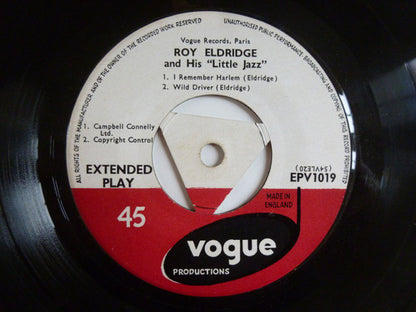 ALL RIGHTS OF THE MANUFACTURER AND OF THE OWNER OF THE RECORDED WORK RESERVED
UNAUTHORISED PUBLIC PERFORMANCE, BROADCASTING AND COPYING OF THIS RECORD PROHIBITED
Vogue Records, Paris
ROY ELDRIDGE
and His "Little Jazz"
1. I Remember Harlem (Eldridge)
2. Wild Driver (Eldridge)
1. Campbell Connelly
Ltd.
2. Copyright Control
EXTENDED
PLAY
EPV1019
(S4VLE20)
45
MADE IN
ENGLAND
vogue
PRODUCTIONS